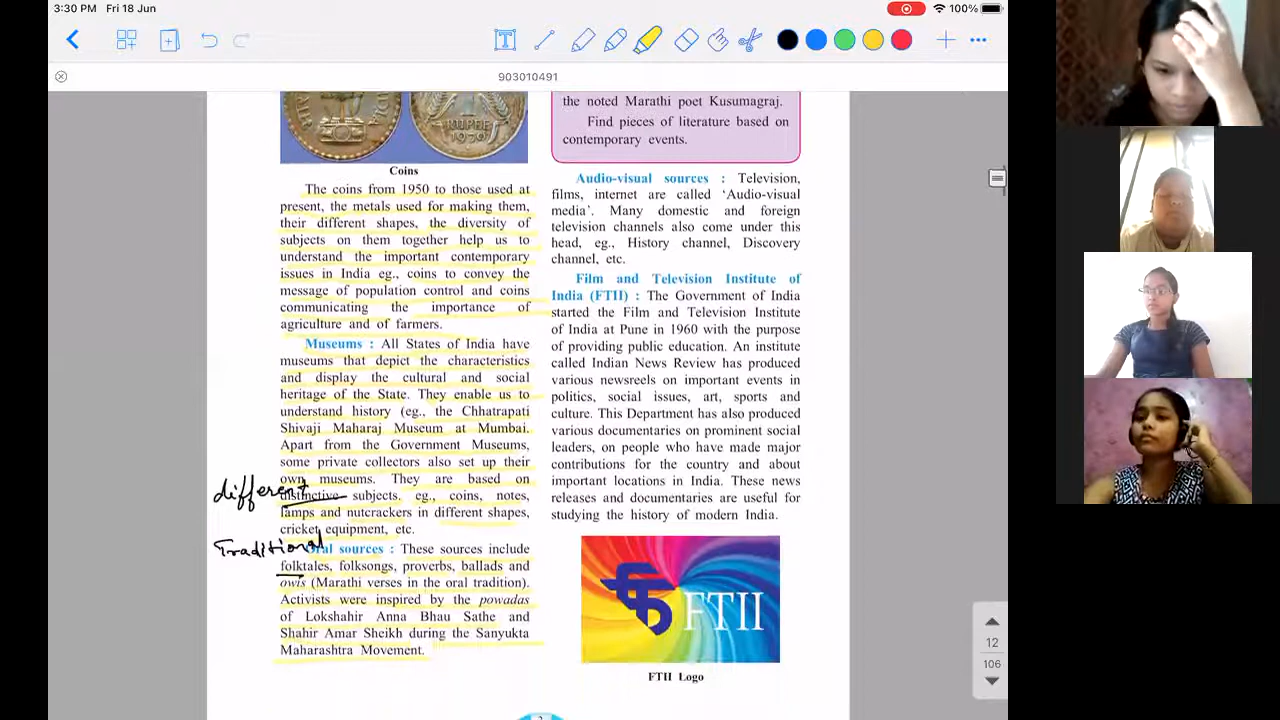 3:30 PM Fri 18 Jun
100%
903010491
RUPEE
1979
Coins
The coins from 1950 to those used at
present, the metals used for making them,
their different shapes, the diversity of
subjects on them together help us to
understand the important contemporary
issues in India eg., coins to convey the
message of population control and coins
communicating the importance of
agriculture and of farmers.
Museums : All States of India have
museums that depict the characteristics
and display the cultural and social
heritage of the State. They enable us to
understand history (eg., the Chhatrapati
Shivaji Maharaj Museum at Mumbai.
Apart from the Government Museums,
some private collectors also set up their
own museums. They are based on
different
distinctive subjects. eg., coins, notes,
lamps and nutcrackers in different shapes,
cricket equipment, etc.
Traditional
Oral sources : These sources include
folktales, folksongs, proverbs, ballads and
owis (Marathi verses in the oral tradition).
Activists were inspired by the powadas
of Lokshahir Anna Bhau Sathe and
Shahir Amar Sheikh during the Sanyukta
Maharashtra Movement.
the noted Marathi poet Kusumagraj.
Find pieces of literature based on
contemporary events.
Audio-visual sources : Television,
films, internet are called ‘Audio-visual
media’. Many domestic and foreign
television channels also come under this
head, eg., History channel, Discovery
channel, etc.
Film and Television Institute of
India (FTII) : The Government of India
started the Film and Television Institute
of India at Pune in 1960 with the purpose
of providing public education. An institute
called Indian News Review has produced
various newsreels on important events in
politics, social issues, art, sports and
culture. This Department has also produced
various documentaries on prominent social
leaders, on people who have made major
contributions for the country and about
important locations in India. These news
releases and documentaries are useful for
studying the history of modern India.
FTII
FTII Logo
12
106